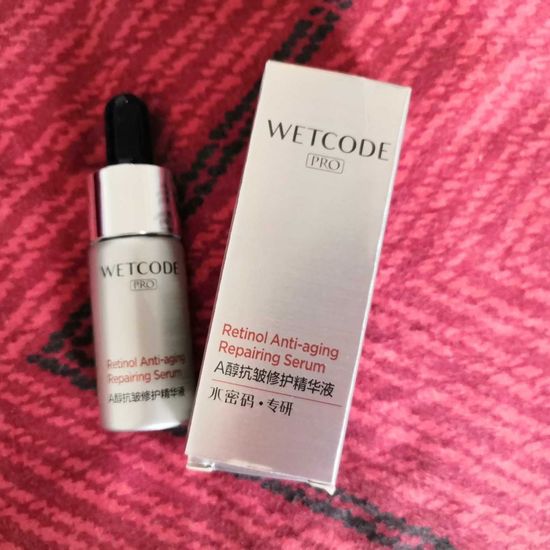 WETCODE
PRO
Retinol Anti-aging
Repairing Serum
A醇抗皱修护精华液
WETCODE
PRO
Retinol Anti-aging
Repairing Serum
A醇抗皱修护精华液
水密码·专研